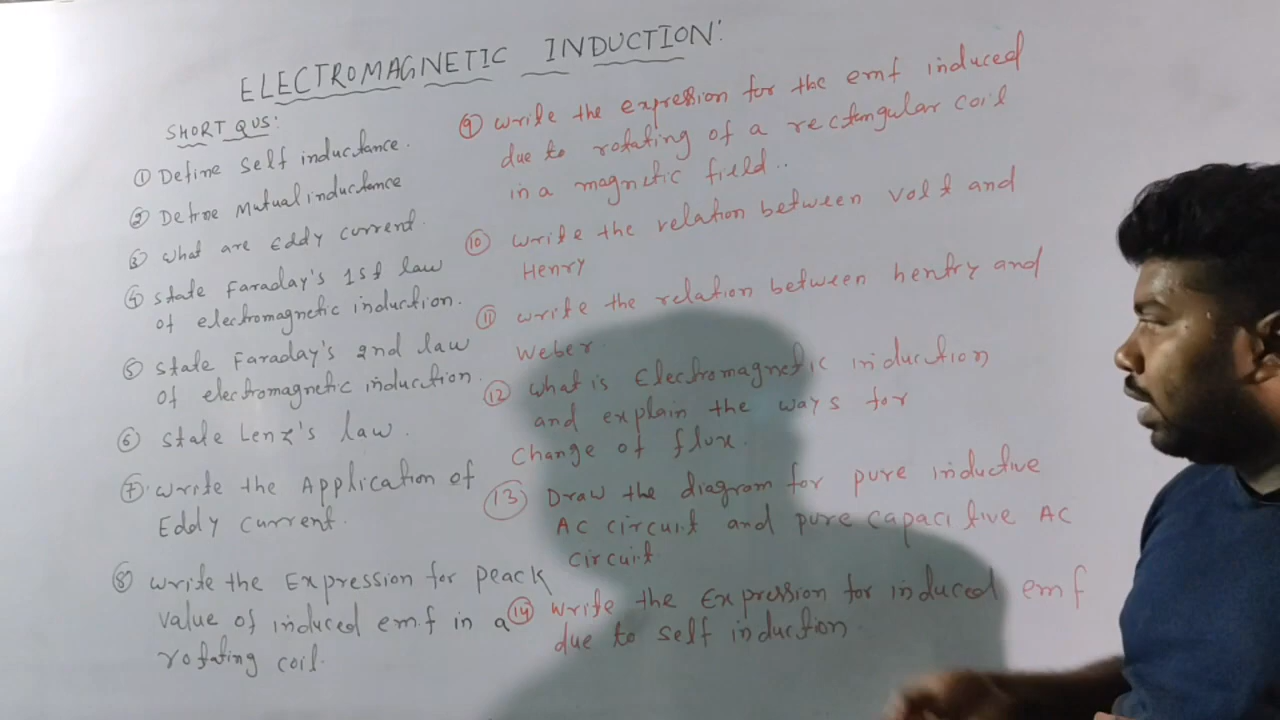 ELECTROMAGNETIC INDUCTION:
SHORT QUS:
① Define Self inductance.
② Define Mutual inductance
③ What are Eddy current.
④ State Faraday's 1st law
of electromagnetic induction.
⑤ State Faraday's 2nd law
of electromagnetic induction.
⑥ State Lenz's law.
⑦ Write the Application of
Eddy current.
⑧ Write the Expression for peack
value of induced emf in a
rotating coil.
⑨ Write the expression for the emf induced
due to rotating of a rectangular coil
in a magnetic field..
⑩ Write the relation between volt and
Henry
⑪ Write the relation between hentry and
Weber.
⑫ What is Electromagnetic induction
and explain the ways for
Change of flux.
⑬ Draw the diagram for pure inductive
AC circuit and pure capacitive AC
circuit.
⑭ Write the Expression for induced emf
due to self induction.